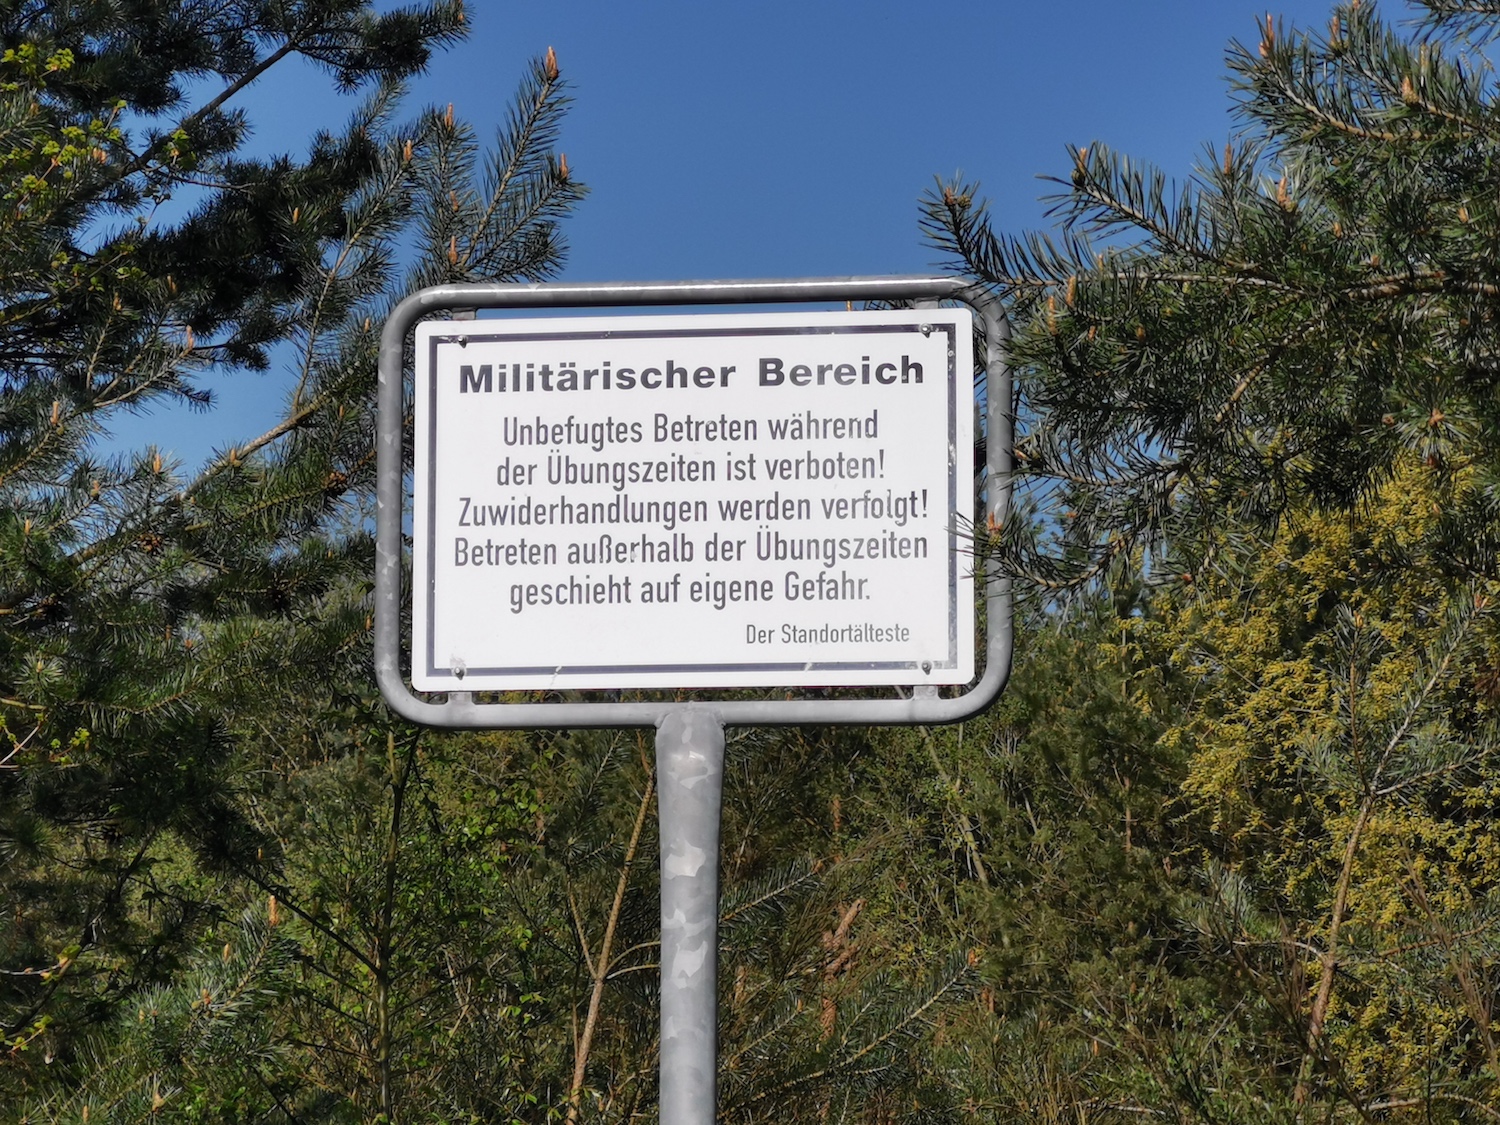 Militärischer Bereich
Unbefugtes Betreten während
der Übungszeiten ist verboten!
Zuwiderhandlungen werden verfolgt!
Betreten außerhalb der Übungszeiten
geschieht auf eigene Gefahr.
Der Standortälteste